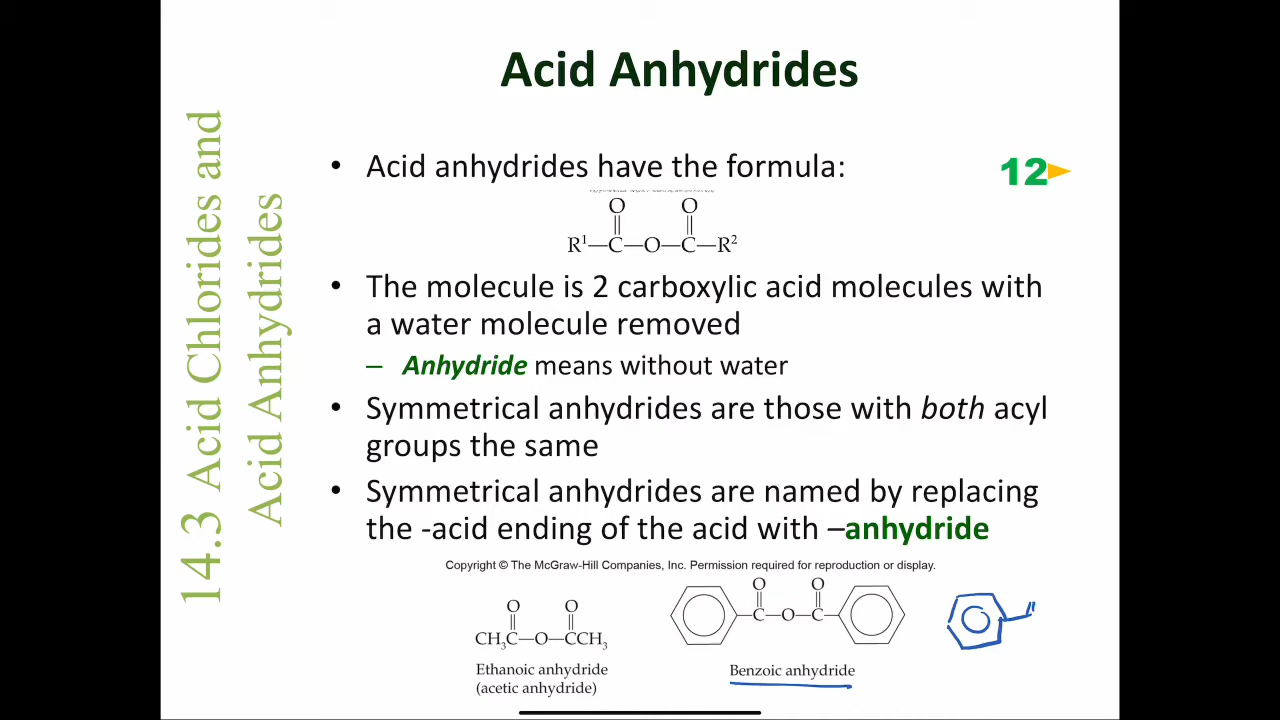 Acid Anhydrides
14.3 Acid Chlorides and
Acid Anhydrides
• Acid anhydrides have the formula:
12
O O
R¹—C—O—C—R²
• The molecule is 2 carboxylic acid molecules with
a water molecule removed
– Anhydride means without water
• Symmetrical anhydrides are those with both acyl
groups the same
• Symmetrical anhydrides are named by replacing
the -acid ending of the acid with –anhydride
Copyright © The McGraw-Hill Companies, Inc. Permission required for reproduction or display.
O O
CH₃C—O—CCH₃
Ethanoic anhydride
(acetic anhydride)
O O
C—O—C
Benzoic anhydride